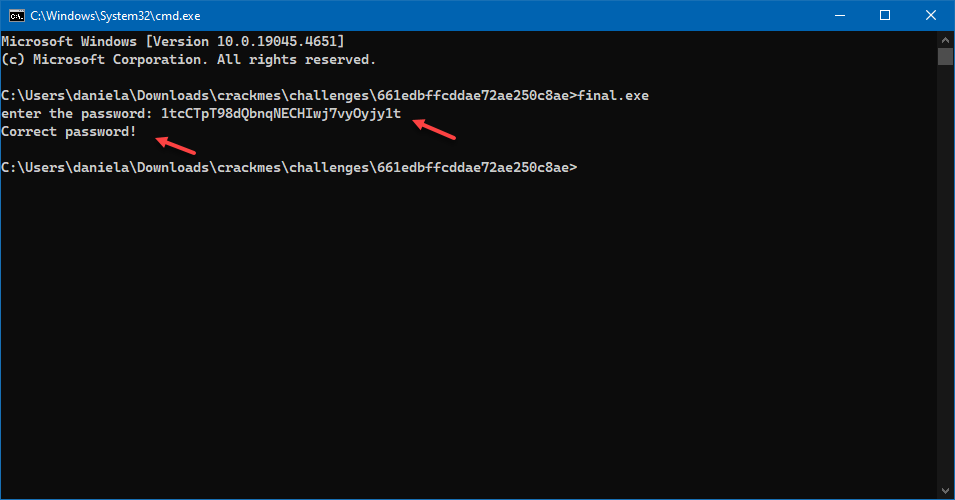 C:\Windows\System32\cmd.exe
Microsoft Windows [Version 10.0.19045.4651]
(c) Microsoft Corporation. All rights reserved.
C:\Users\daniela\Downloads\crackmes\challenges\661edbffcddae72ae250c8ae>final.exe
enter the password: 1tcCTpT98dQbnqNECHIwj7vyOyjy1t
Correct password!
C:\Users\daniela\Downloads\crackmes\challenges\661edbffcddae72ae250c8ae>